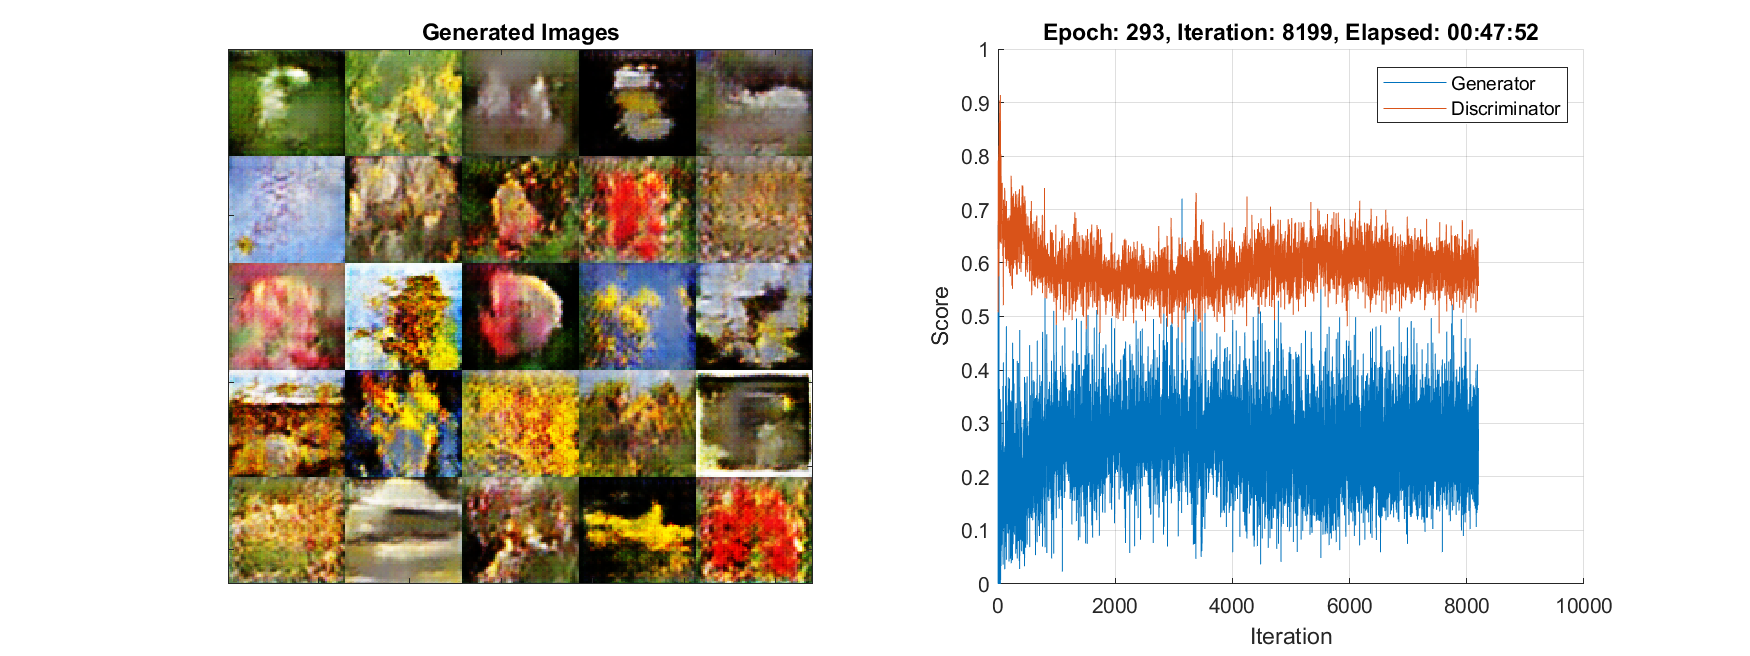 Generated Images
Epoch: 293, Iteration: 8199, Elapsed: 00:47:52
Generator
Discriminator
1
0.9
0.8
0.7
0.6
0.5
0.4
0.3
0.2
0.1
0
Score
0 2000 4000 6000 8000 10000
Iteration